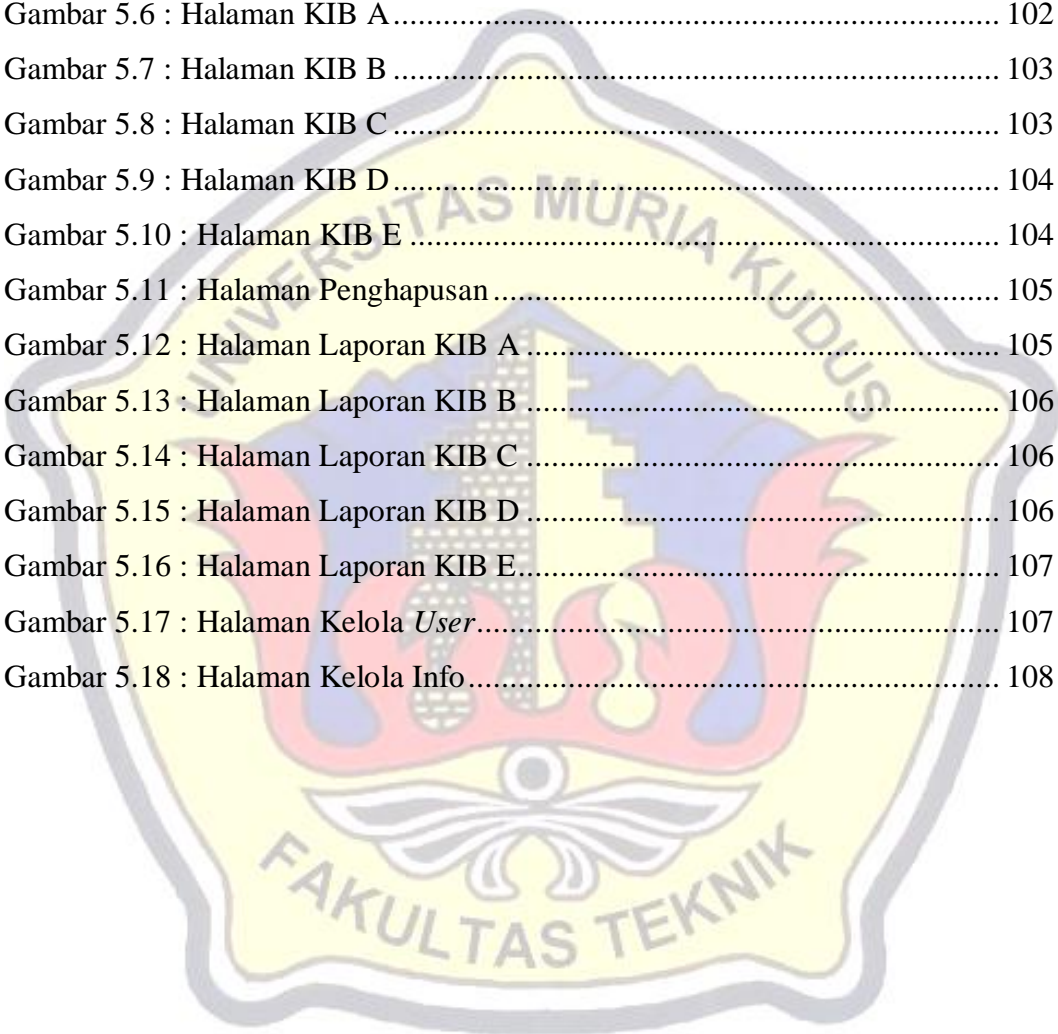 Gambar 5.6 : Halaman KIB A........................................................................... 102
Gambar 5.7 : Halaman KIB B ........................................................................... 103
Gambar 5.8 : Halaman KIB C ........................................................................... 103
Gambar 5.9 : Halaman KIB D ........................................................................... 104
Gambar 5.10 : Halaman KIB E ......................................................................... 104
Gambar 5.11 : Halaman Penghapusan ............................................................... 105
Gambar 5.12 : Halaman Laporan KIB A ........................................................... 105
Gambar 5.13 : Halaman Laporan KIB B ........................................................... 106
Gambar 5.14 : Halaman Laporan KIB C ........................................................... 106
Gambar 5.15 : Halaman Laporan KIB D ........................................................... 106
Gambar 5.16 : Halaman Laporan KIB E............................................................ 107
Gambar 5.17 : Halaman Kelola User................................................................. 107
Gambar 5.18 : Halaman Kelola Info.................................................................. 108
UNIVERSITAS MURIA KUDUS
FAKULTAS TEKNIK